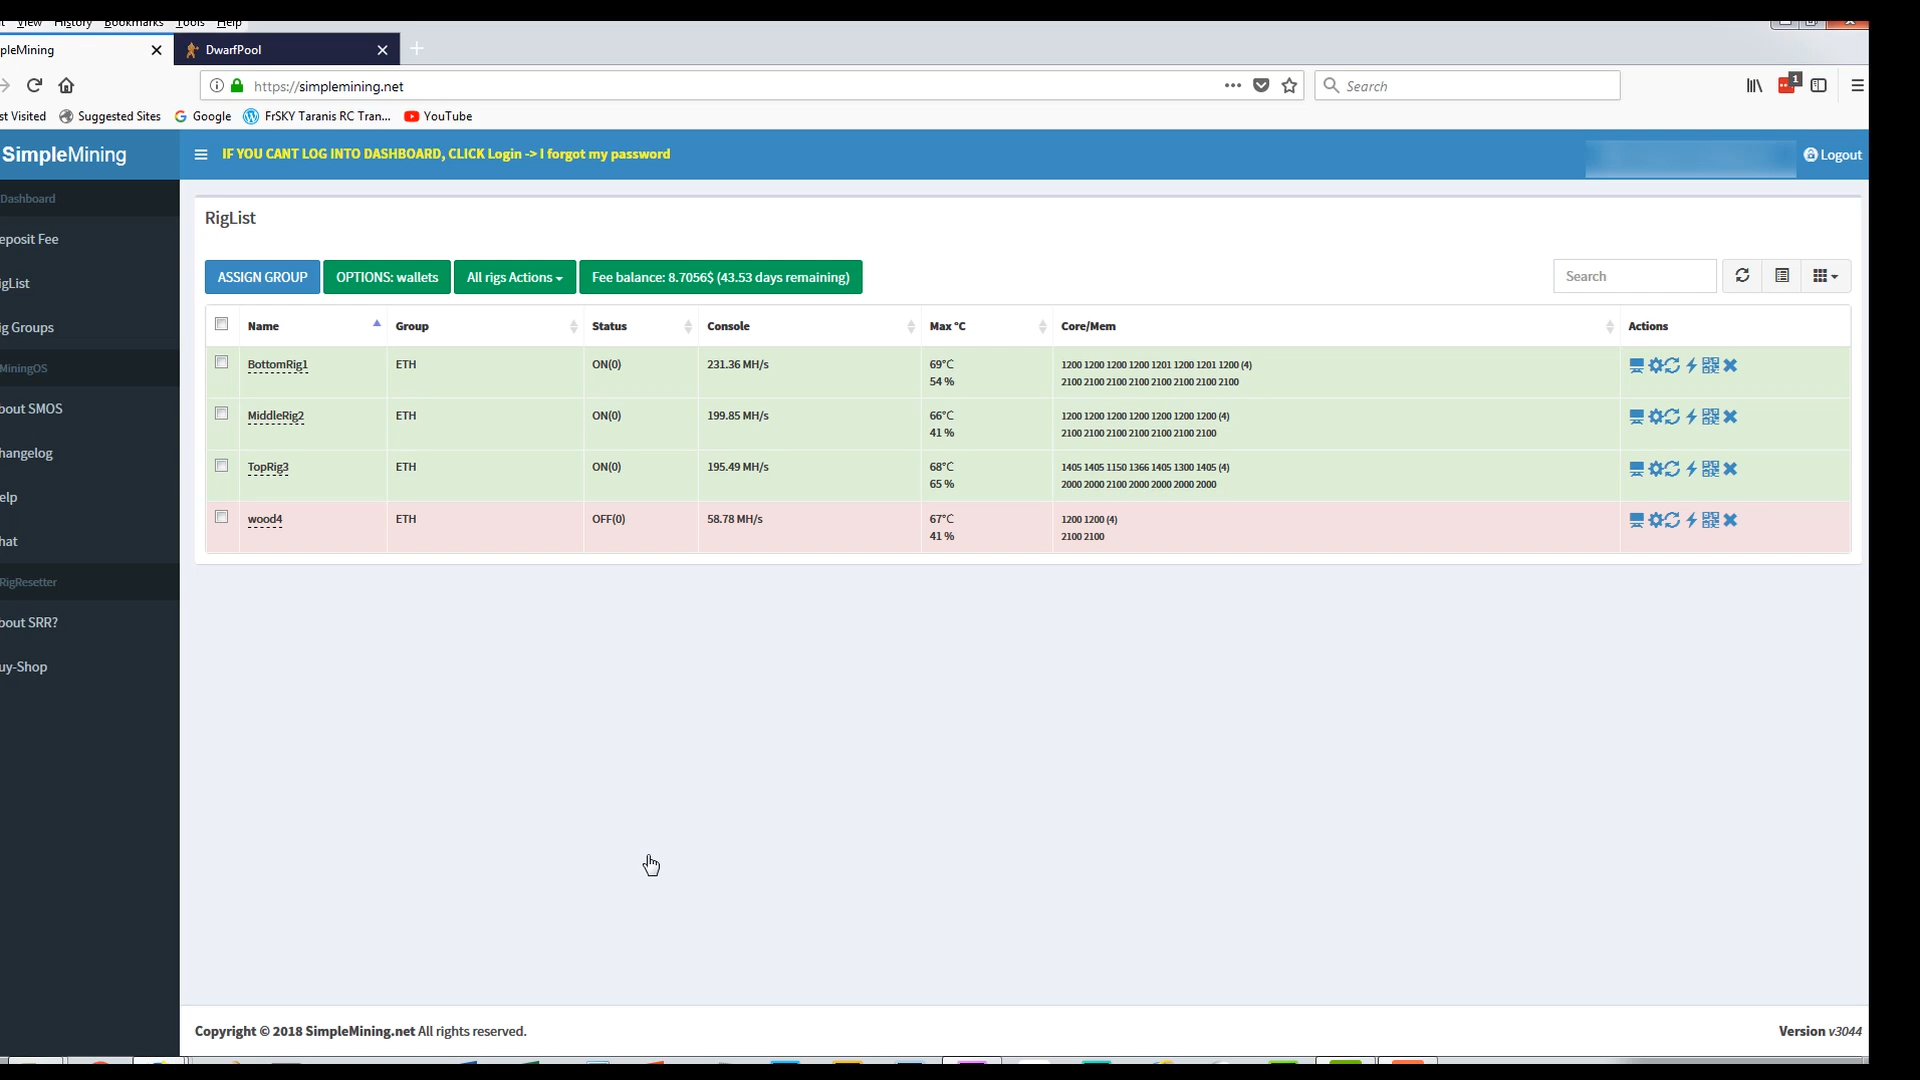 View History Bookmarks Tools Help
pleMining
DwarfPool
https://simplemining.net
Search
1
st Visited
Suggested Sites
Google
FrSKY Taranis RC Tran...
YouTube
SimpleMining
IF YOU CANT LOG INTO DASHBOARD, CLICK Login -> I forgot my password
Logout
Dashboard
eposit Fee
igList
ig Groups
MiningOS
bout SMOS
hangelog
elp
hat
RigResetter
bout SRR?
uy-Shop
RigList
ASSIGN GROUP
OPTIONS: wallets
All rigs Actions
Fee balance: 8.7056$ (43.53 days remaining)
Search
Name Group Status Console Max °C Core/Mem Actions
BottomRig1 ETH ON(0) 231.36 MH/s 69°C 1200 1200 1200 1200 1201 1200 1201 1200 (4)
54 % 2100 2100 2100 2100 2100 2100 2100 2100
MiddleRig2 ETH ON(0) 199.85 MH/s 66°C 1200 1200 1200 1200 1200 1200 1200 (4)
41 % 2100 2100 2100 2100 2100 2100 2100
TopRig3 ETH ON(0) 195.49 MH/s 68°C 1405 1405 1150 1366 1405 1300 1405 (4)
65 % 2000 2000 2100 2000 2000 2000 2000
wood4 ETH OFF(0) 58.78 MH/s 67°C 1200 1200 (4)
41 % 2100 2100
Copyright © 2018 SimpleMining.net All rights reserved.
Version v3044